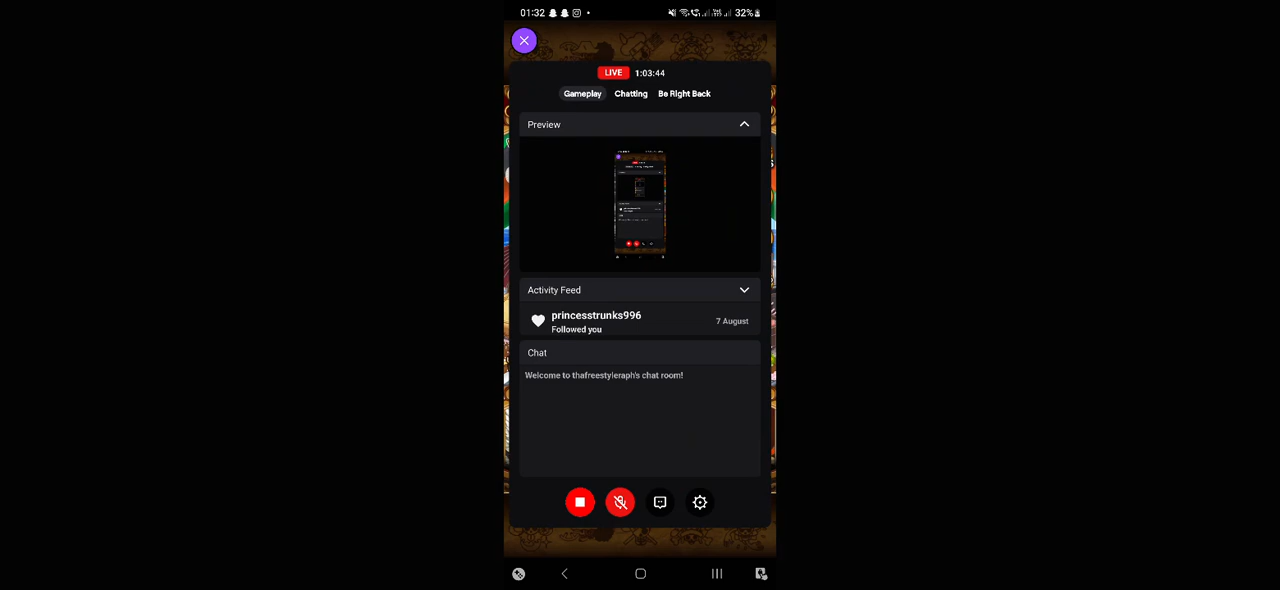 01:32
32%
LIVE 1:03:44
Gameplay Chatting Be Right Back
Preview
Activity Feed
princesstrunks996
Followed you
7 August
Chat
Welcome to thafreestyleraph's chat room!